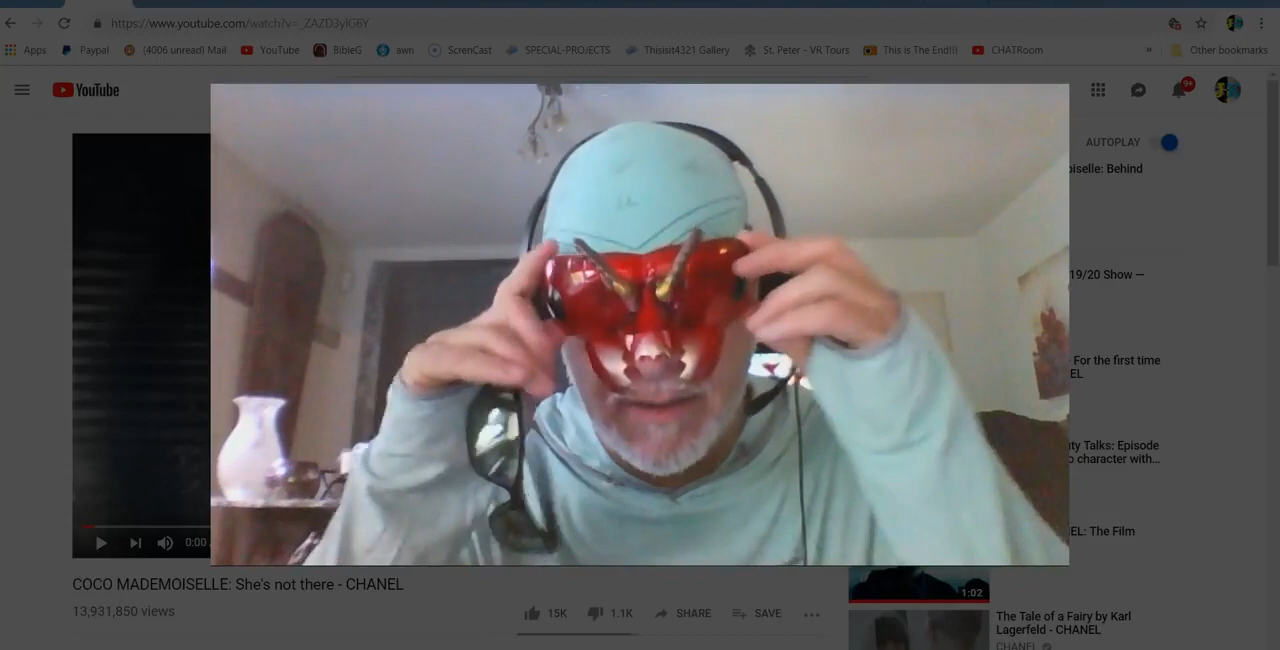 https://www.youtube.com/watch?v=_ZAZD3ylG6Y
Apps Paypal (4006 unread) Mail YouTube BibleG awn ScrenCast SPECIAL-PROJECTS Thisisit4321 Gallery St. Peter - VR Tours This is The End!!! CHATRoom » Other bookmarks
YouTube 9+
AUTOPLAY
oiselle: Behind
19/20 Show —
For the first time
EL
uty Talks: Episode
o character with...
EL: The Film
0:00
COCO MADEMOISELLE: She's not there - CHANEL
13,931,850 views
15K 1.1K SHARE SAVE
1:02
The Tale of a Fairy by Karl
Lagerfeld - CHANEL
CHANEL